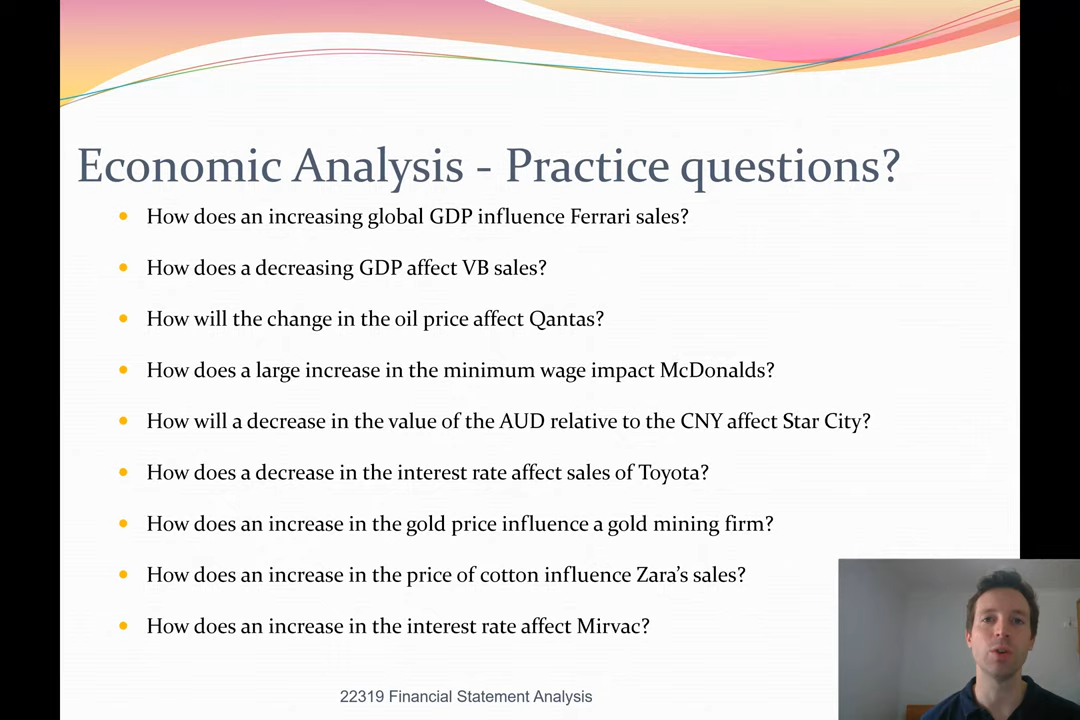 Economic Analysis - Practice questions?
How does an increasing global GDP influence Ferrari sales?
How does a decreasing GDP affect VB sales?
How will the change in the oil price affect Qantas?
How does a large increase in the minimum wage impact McDonalds?
How will a decrease in the value of the AUD relative to the CNY affect Star City?
How does a decrease in the interest rate affect sales of Toyota?
How does an increase in the gold price influence a gold mining firm?
How does an increase in the price of cotton influence Zara's sales?
How does an increase in the interest rate affect Mirvac?
22319 Financial Statement Analysis